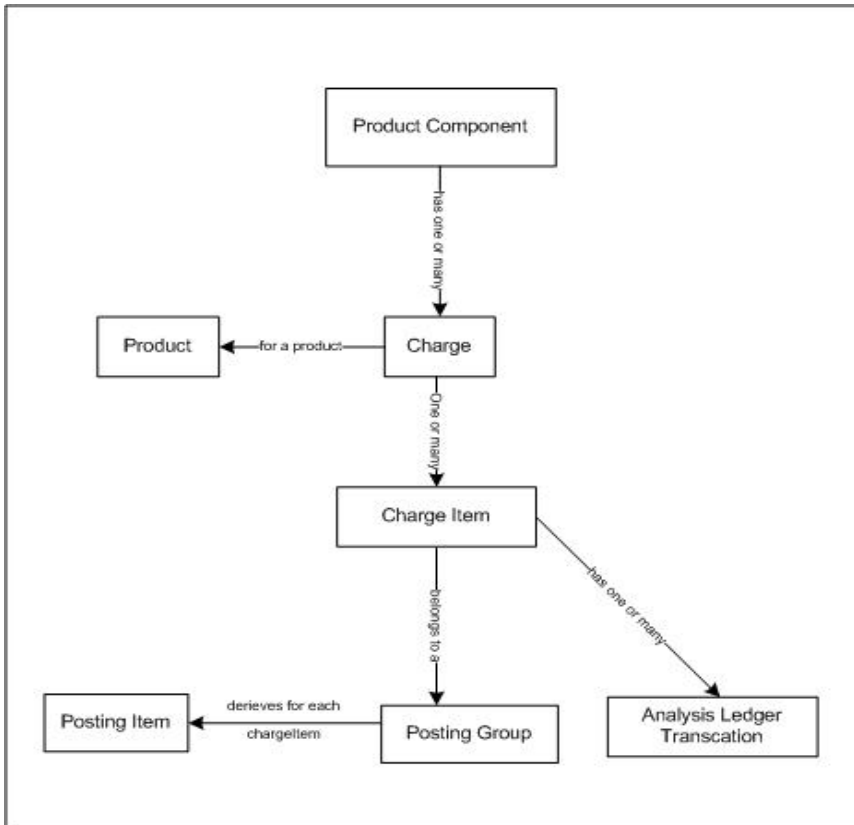 Product Component
has one or many
Product
for a product
Charge
One or many
Charge Item
has one or many
belongs to a
Posting Item
derieves for each
chargeItem
Posting Group
Analysis Ledger
Transcation